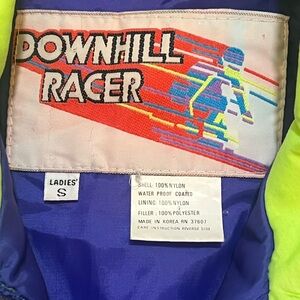 DOWNHILL
RACER
LADIES'
S
SHELL : 100% NYLON
WATER PROOF COATED
LINING : 100% NYLON
FILLER : 100% POLYESTER
MADE IN KOREA RN 37607
CARE INSTRUCTION REVERSE SIDE